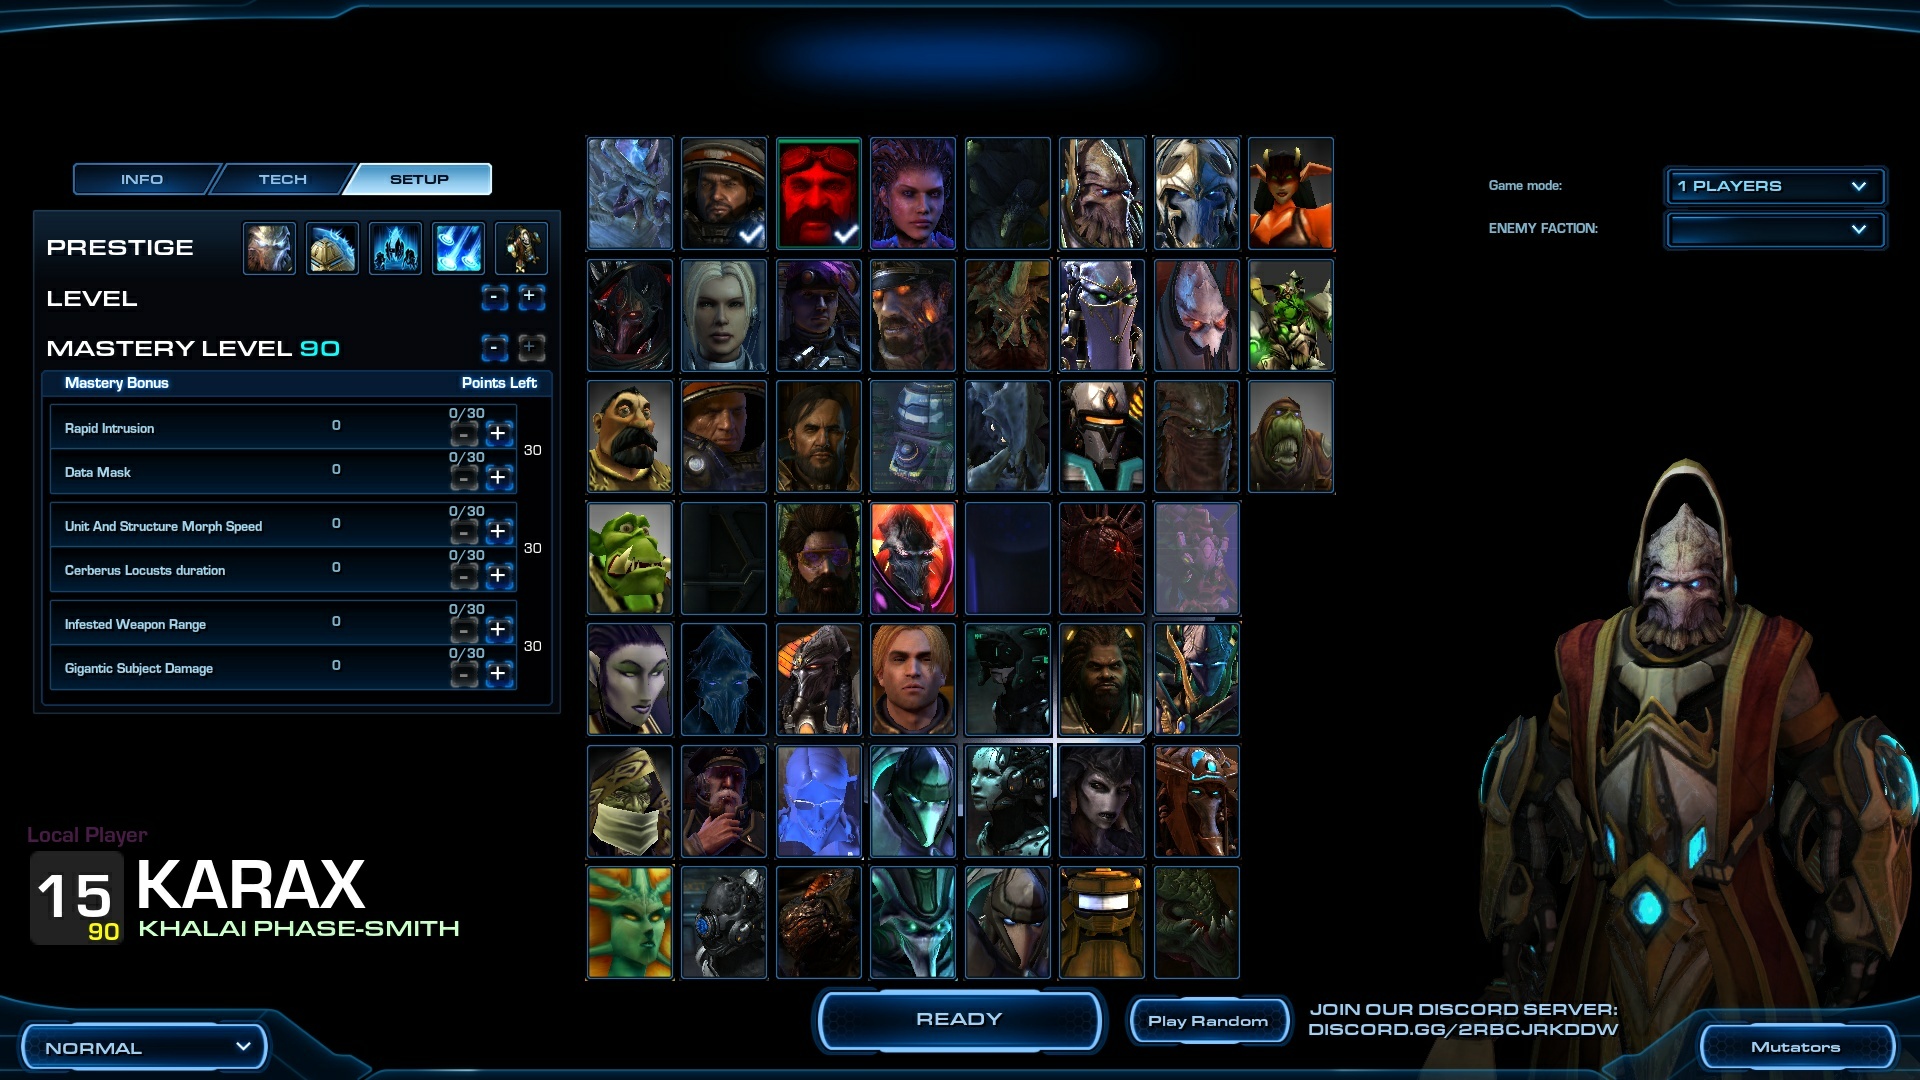 INFO
TECH
SETUP
PRESTIGE
LEVEL
- +
MASTERY LEVEL 90
- +
Mastery Bonus Points Left
Rapid Intrusion 0 0/30 - +
30
Data Mask 0 0/30 - +
Unit And Structure Morph Speed 0 0/30 - +
30
Cerberus Locusts duration 0 0/30 - +
Infested Weapon Range 0 0/30 - +
30
Gigantic Subject Damage 0 0/30 - +
Game mode: 1 PLAYERS
ENEMY FACTION:
Local Player
15
90
KARAX
KHALAI PHASE-SMITH
NORMAL
READY
Play Random
JOIN OUR DISCORD SERVER:
DISCORD.GG/2RBCJRKDDW
Mutators